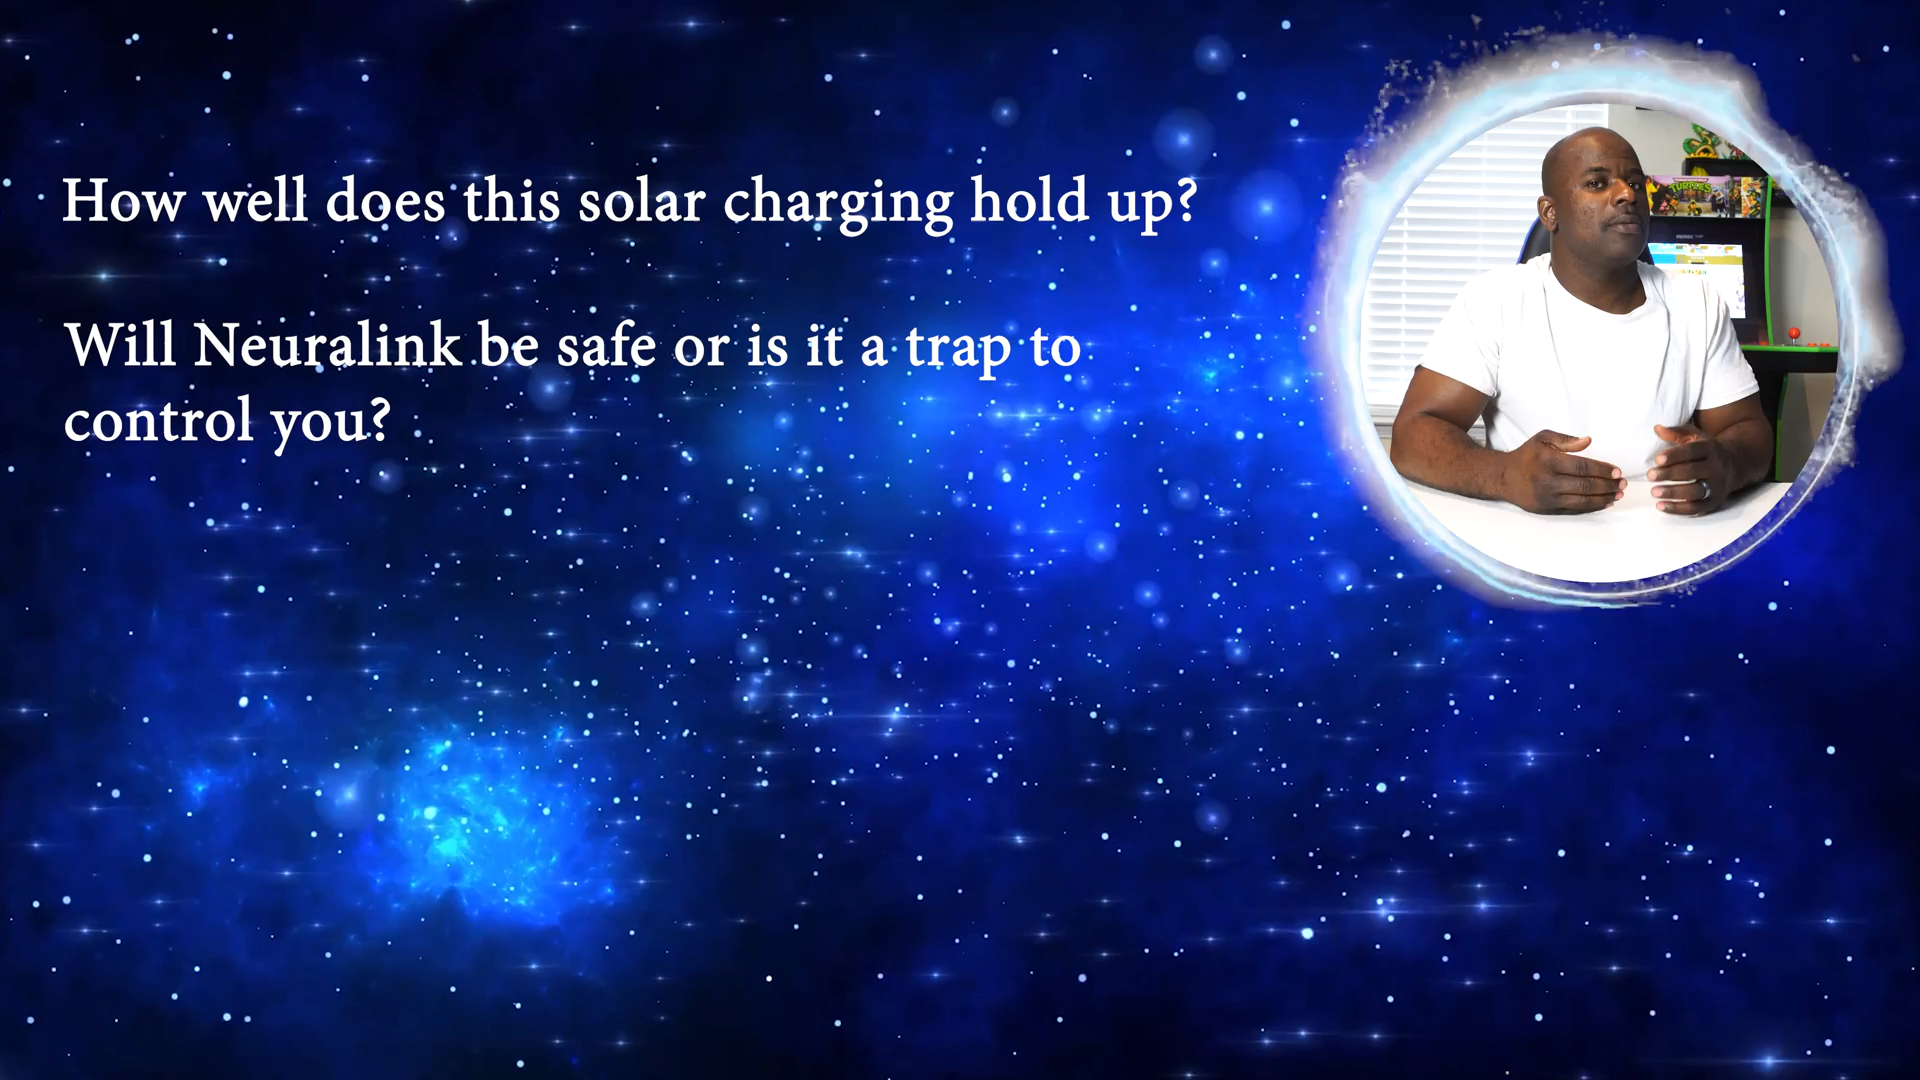 How well does this solar charging hold up?
Will Neuralink be safe or is it a trap to
control you?
TURTLES